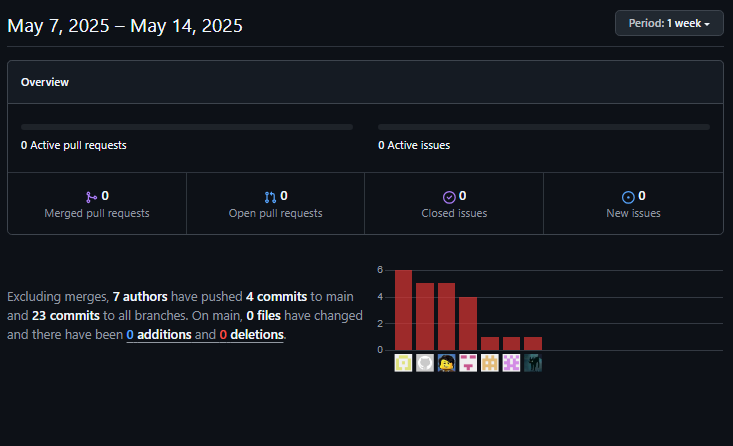 May 7, 2025 – May 14, 2025
Period: 1 week
Overview
0 Active pull requests
0 Active issues
0
Merged pull requests
0
Open pull requests
0
Closed issues
0
New issues
Excluding merges, 7 authors have pushed 4 commits to main
and 23 commits to all branches. On main, 0 files have changed
and there have been 0 additions and 0 deletions.
6
4
2
0